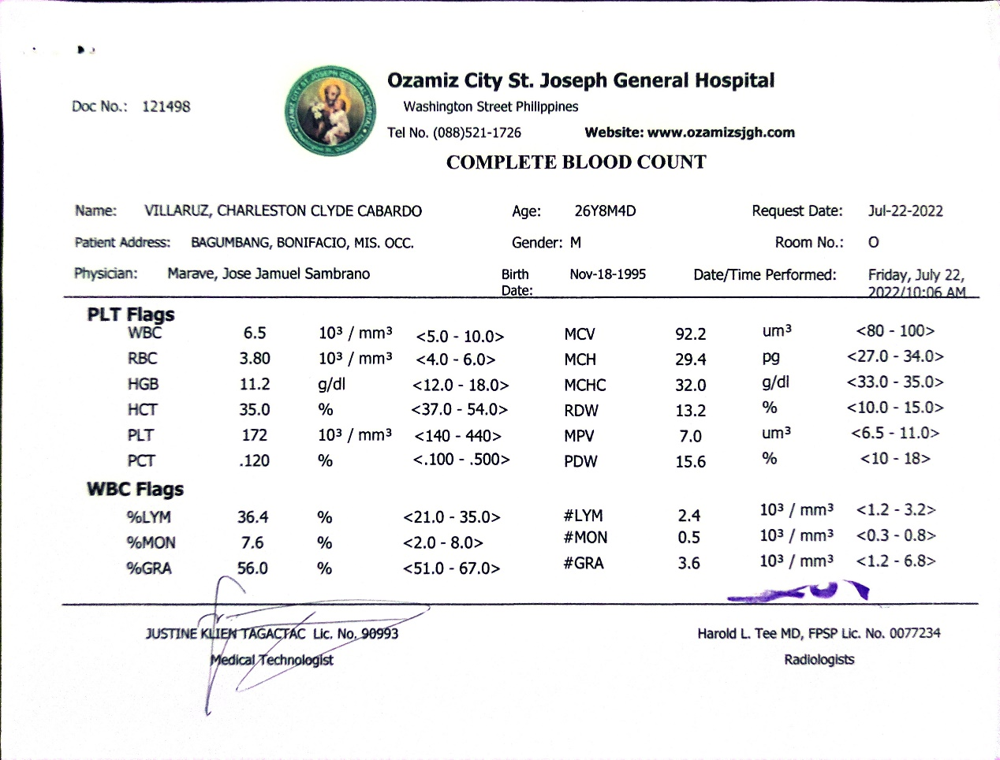 Ozamiz City St. Joseph General Hospital
Doc No.: 121498
Washington Street Philippines
Tel No. (088)521-1726 Website: www.ozamizsjgh.com
COMPLETE BLOOD COUNT
Name: VILLARUZ, CHARLESTON CLYDE CABARDO Age: 26Y8M4D Request Date: Jul-22-2022
Patient Address: BAGUMBANG, BONIFACIO, MIS. OCC. Gender: M Room No.: O
Physician: Marave, Jose Jamuel Sambrano Birth Date: Nov-18-1995 Date/Time Performed: Friday, July 22, 2022/10:06 AM
PLT Flags
WBC 6.5 10³ / mm³ <5.0 - 10.0> MCV 92.2 um³ <80 - 100>
RBC 3.80 10³ / mm³ <4.0 - 6.0> MCH 29.4 pg <27.0 - 34.0>
HGB 11.2 g/dl <12.0 - 18.0> MCHC 32.0 g/dl <33.0 - 35.0>
HCT 35.0 % <37.0 - 54.0> RDW 13.2 % <10.0 - 15.0>
PLT 172 10³ / mm³ <140 - 440> MPV 7.0 um³ <6.5 - 11.0>
PCT .120 % <.100 - .500> PDW 15.6 % <10 - 18>
WBC Flags
%LYM 36.4 % <21.0 - 35.0> #LYM 2.4 10³ / mm³ <1.2 - 3.2>
%MON 7.6 % <2.0 - 8.0> #MON 0.5 10³ / mm³ <0.3 - 0.8>
%GRA 56.0 % <51.0 - 67.0> #GRA 3.6 10³ / mm³ <1.2 - 6.8>
JUSTINE KLIEN TAGACTAC Lic. No. 90993 Harold L. Tee MD, FPSP Lic. No. 0077234
Medical Technologist Radiologists